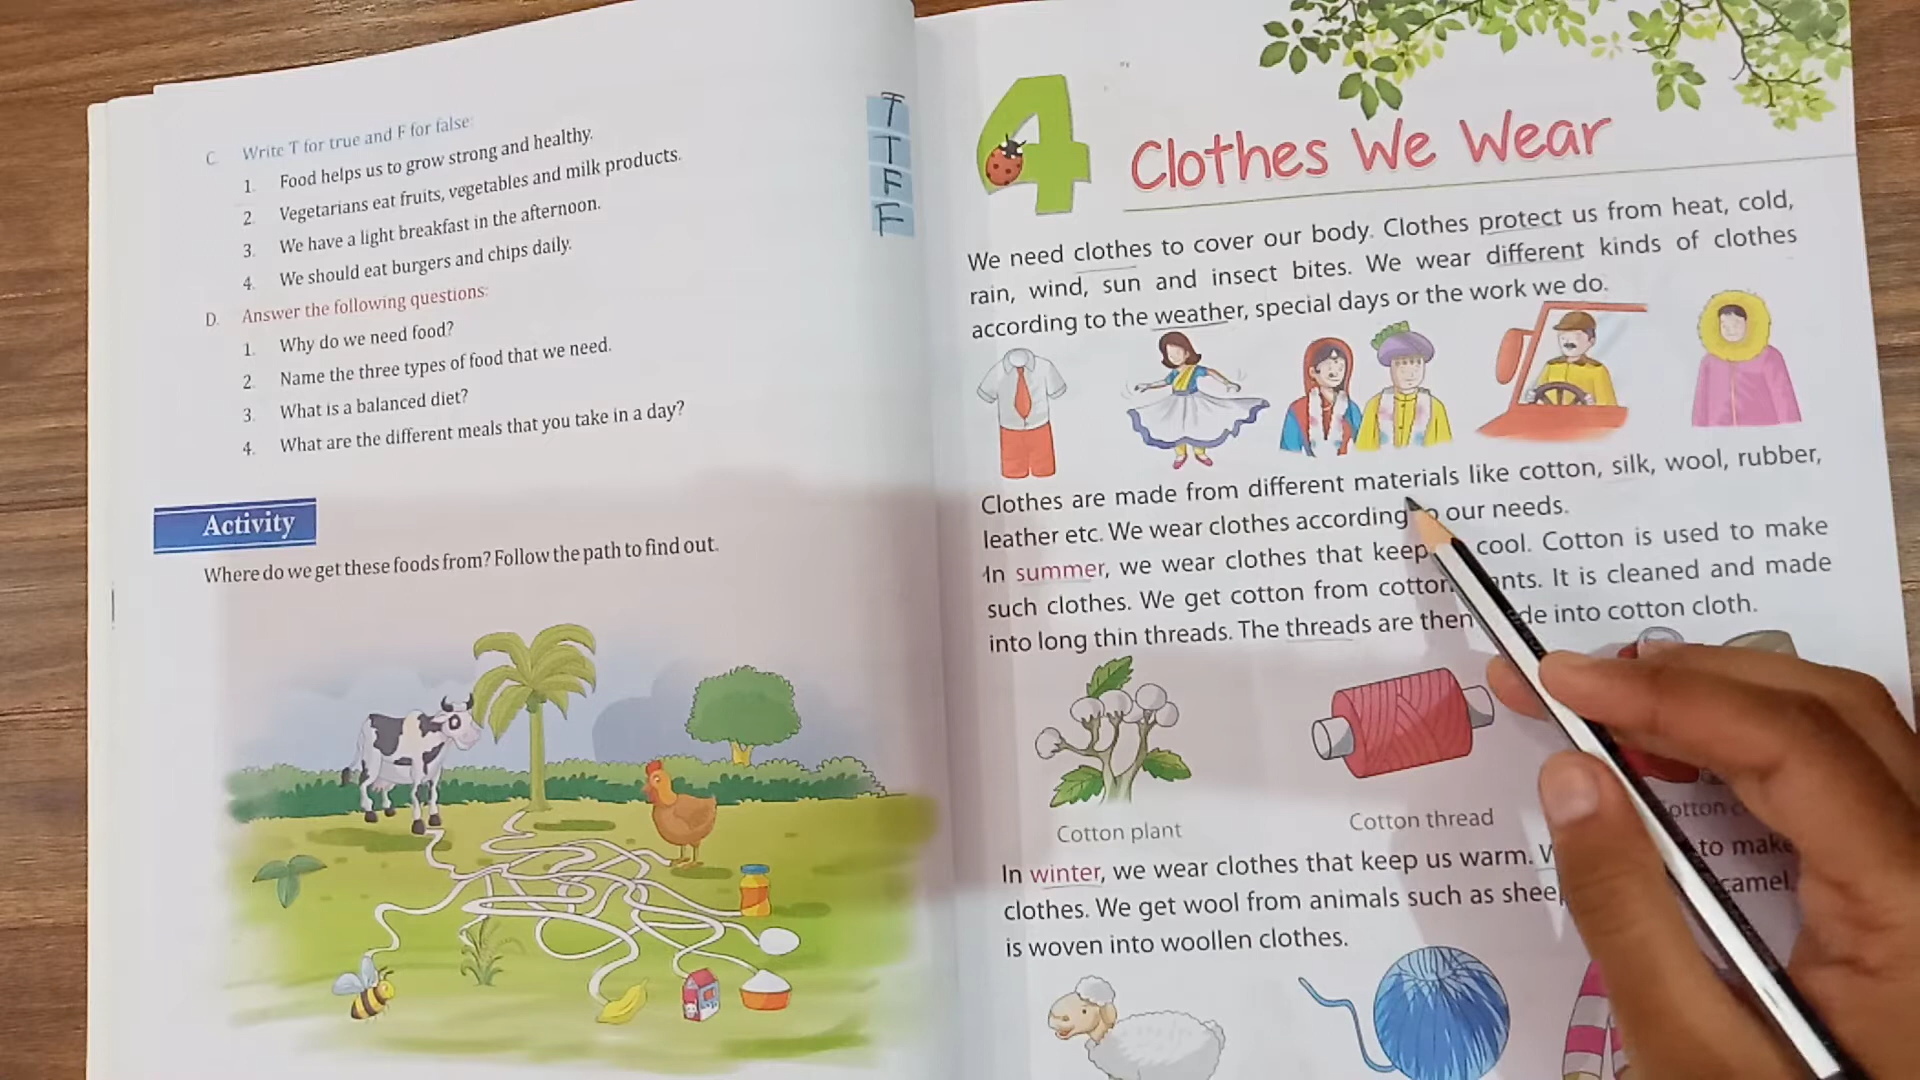 C. Write T for true and F for false:
1. Food helps us to grow strong and healthy. T
2. Vegetarians eat fruits, vegetables and milk products. T
3. We have a light breakfast in the afternoon. F
4. We should eat burgers and chips daily. F
D. Answer the following questions:
1. Why do we need food?
2. Name the three types of food that we need.
3. What is a balanced diet?
4. What are the different meals that you take in a day?
Activity
Where do we get these foods from? Follow the path to find out.
4 Clothes We Wear
We need clothes to cover our body. Clothes protect us from heat, cold,
rain, wind, sun and insect bites. We wear different kinds of clothes
according to the weather, special days or the work we do.
Clothes are made from different materials like cotton, silk, wool, rubber,
leather etc. We wear clothes according our needs.
In summer, we wear clothes that keep cool. Cotton is used to make
such clothes. We get cotton from cotton It is cleaned and made
into long thin threads. The threads are then into cotton cloth.
Cotton plant
Cotton thread
In winter, we wear clothes that keep us warm. to make
clothes. We get wool from animals such as camel.
is woven into woollen clothes.